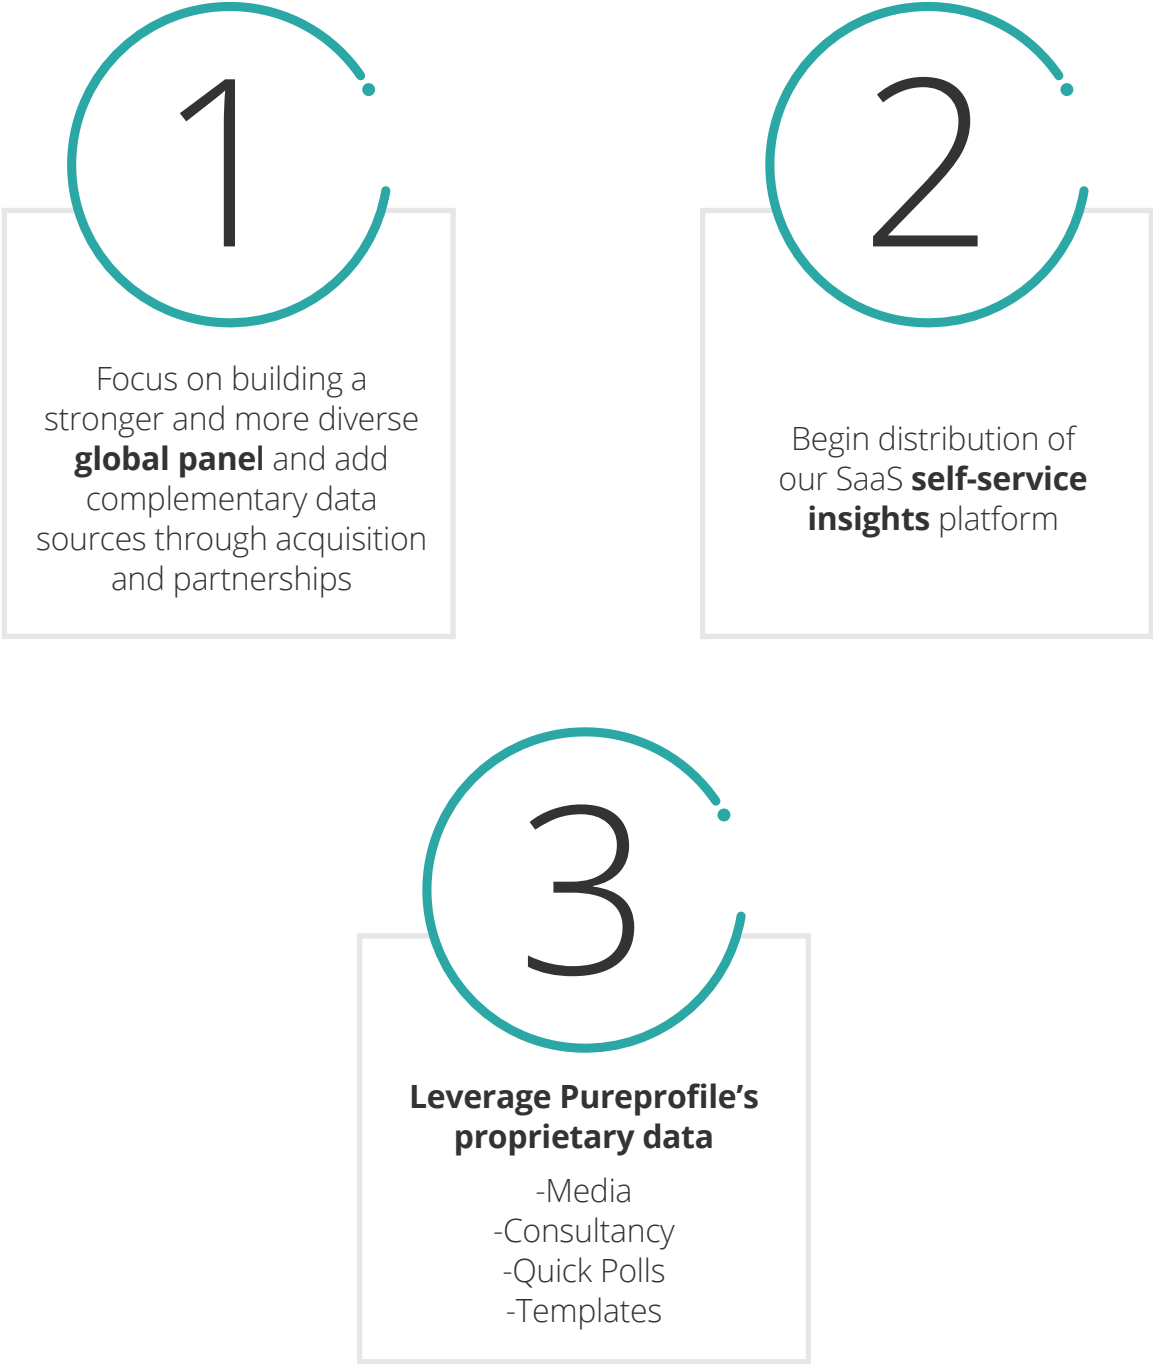 1
Focus on building a
stronger and more diverse
global panel and add
complementary data
sources through acquisition
and partnerships
2
Begin distribution of
our SaaS self-service
insights platform
3
Leverage Pureprofile’s
proprietary data
-Media
-Consultancy
-Quick Polls
-Templates